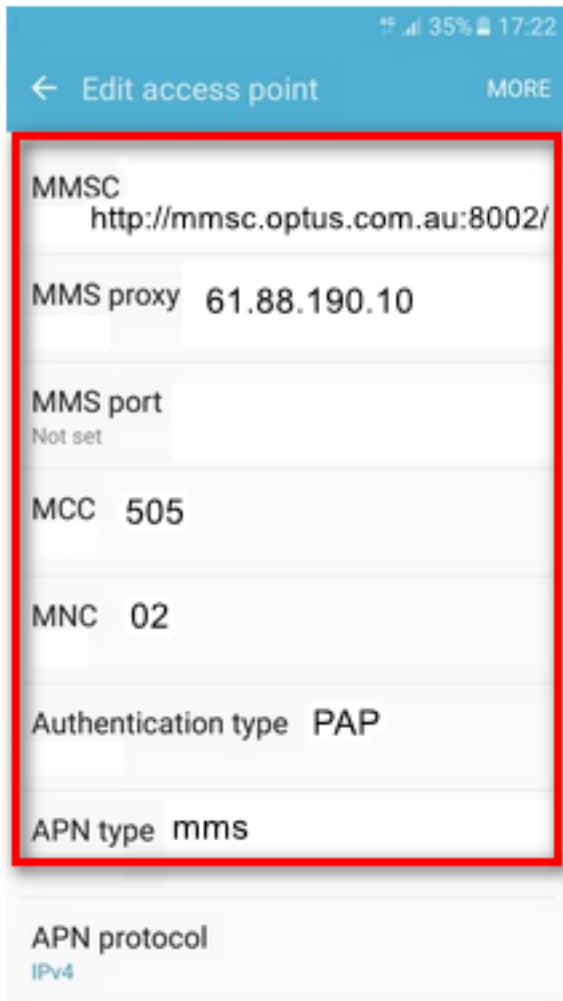 35% 17:22
Edit access point MORE
MMSC
http://mmsc.optus.com.au:8002/
MMS proxy 61.88.190.10
MMS port
Not set
MCC 505
MNC 02
Authentication type PAP
APN type mms
APN protocol
IPv4